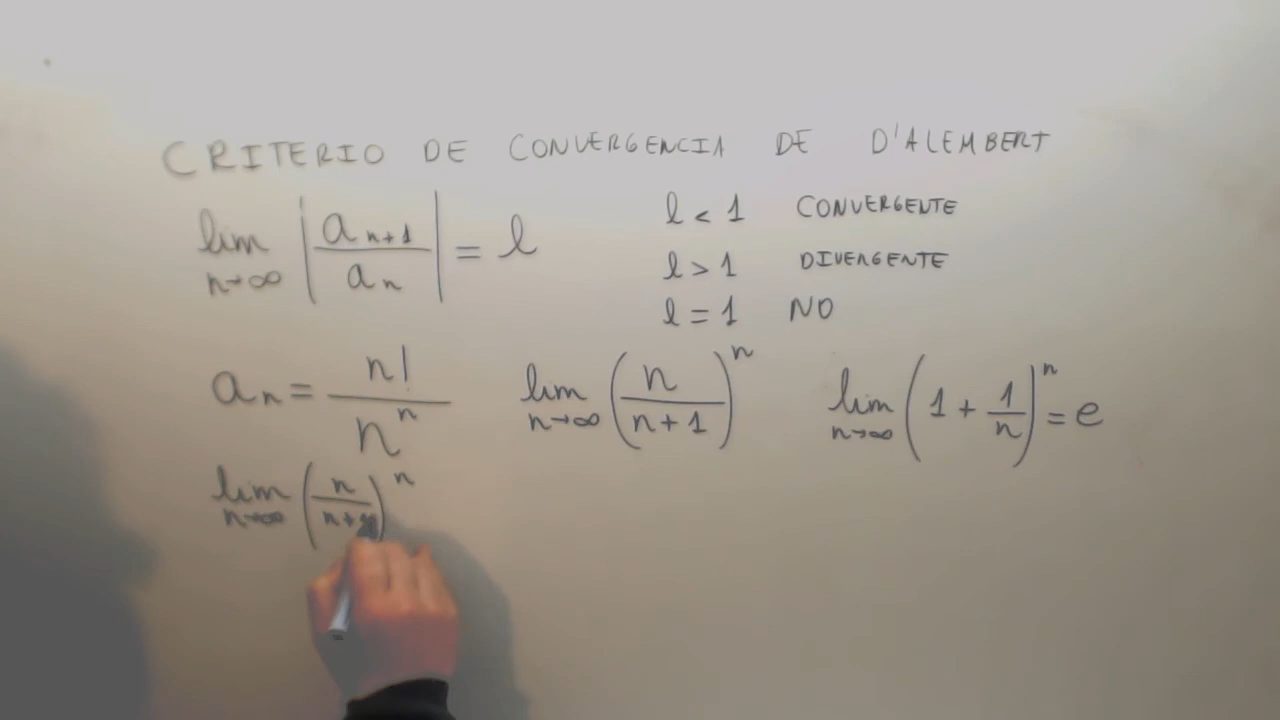 CRITERIO DE CONVERGENCIA DE D'ALEMBERT
lim n→∞ |a_{n+1} / a_n| = l
l < 1 CONVERGENTE
l > 1 DIVERGENTE
l = 1 NO
a_n = n! / n^n
lim n→∞ (n / (n+1))^n
lim n→∞ (1 + 1/n)^n = e
lim n→∞ (n / (n+1))^n